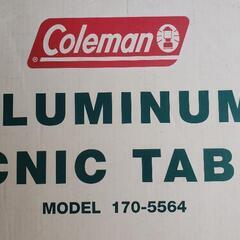 Coleman
LUMINUM
CNIC TAB
MODEL 170-5564